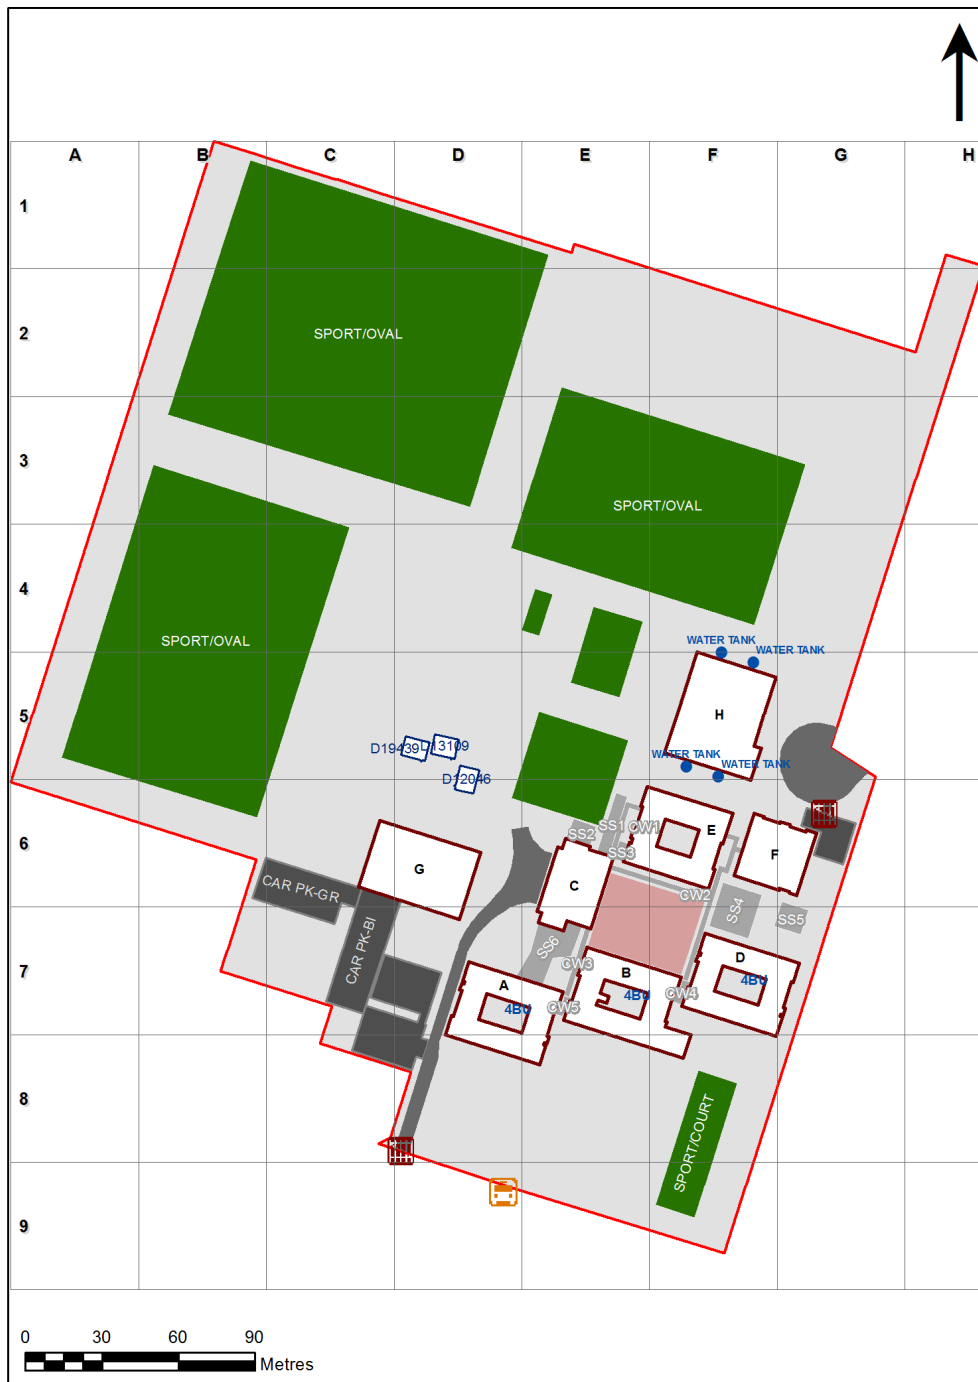 A B C D E F G H
1
2
SPORT/OVAL
3
SPORT/OVAL
4
SPORT/OVAL
WATER TANK
WATER TANK
5
H
D19439
D13109
WATER TANK
WATER TANK
D12046
6
SS2
SS1
CW1
E
SS3
F
G
C
CW2
CAR PK-GR
SS4
SS5
CAR PK-BI
SS6
7
CW3
A
B
D
4BU
4BU
4BU
CW4
CW5
8
SPORT/COURT
9
0 30 60 90
Metres